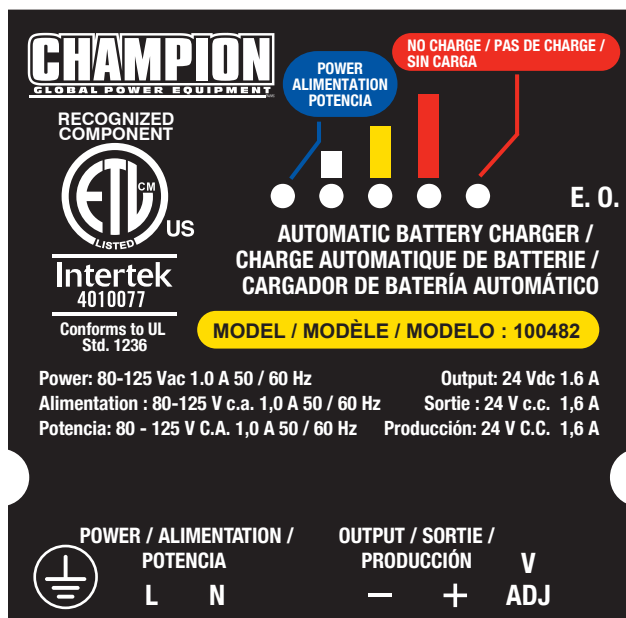 CHAMPION
GLOBAL POWER EQUIPMENT
POWER
ALIMENTATION
POTENCIA
NO CHARGE / PAS DE CHARGE /
SIN CARGA
RECOGNIZED
COMPONENT
ETL
CM
LISTED
US
Intertek
4010077
Conforms to UL
Std. 1236
E. O.
AUTOMATIC BATTERY CHARGER /
CHARGE AUTOMATIQUE DE BATTERIE /
CARGADOR DE BATERÍA AUTOMÁTICO
MODEL / MODÈLE / MODELO : 100482
Power: 80-125 Vac 1.0 A 50 / 60 Hz Output: 24 Vdc 1.6 A
Alimentation : 80-125 V c.a. 1,0 A 50 / 60 Hz Sortie : 24 V c.c. 1,6 A
Potencia: 80 - 125 V C.A. 1,0 A 50 / 60 Hz Producción: 24 V C.C. 1,6 A
POWER / ALIMENTATION /
POTENCIA
L N
OUTPUT / SORTIE /
PRODUCCIÓN
− +
V
ADJ